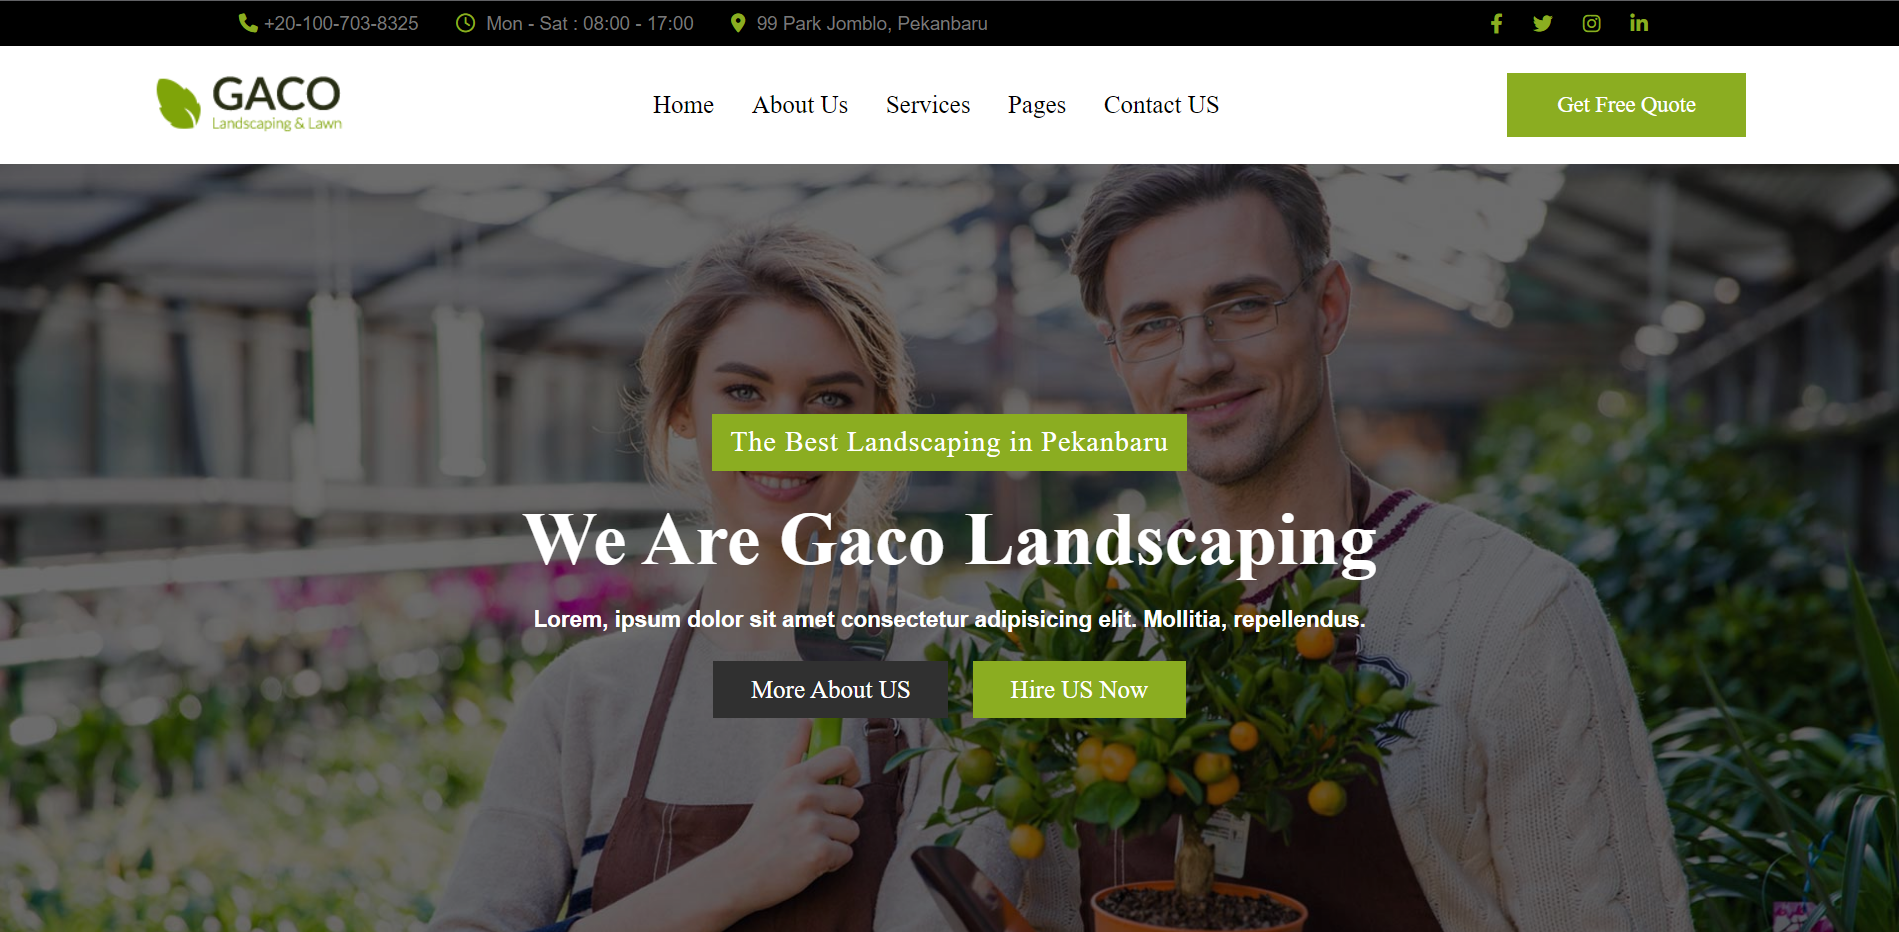 +20-100-703-8325
Mon - Sat : 08:00 - 17:00
99 Park Jomblo, Pekanbaru
GACO
Landscaping & Lawn
Home
About Us
Services
Pages
Contact US
Get Free Quote
The Best Landscaping in Pekanbaru
We Are Gaco Landscaping
Lorem, ipsum dolor sit amet consectetur adipisicing elit. Mollitia, repellendus.
More About US
Hire US Now